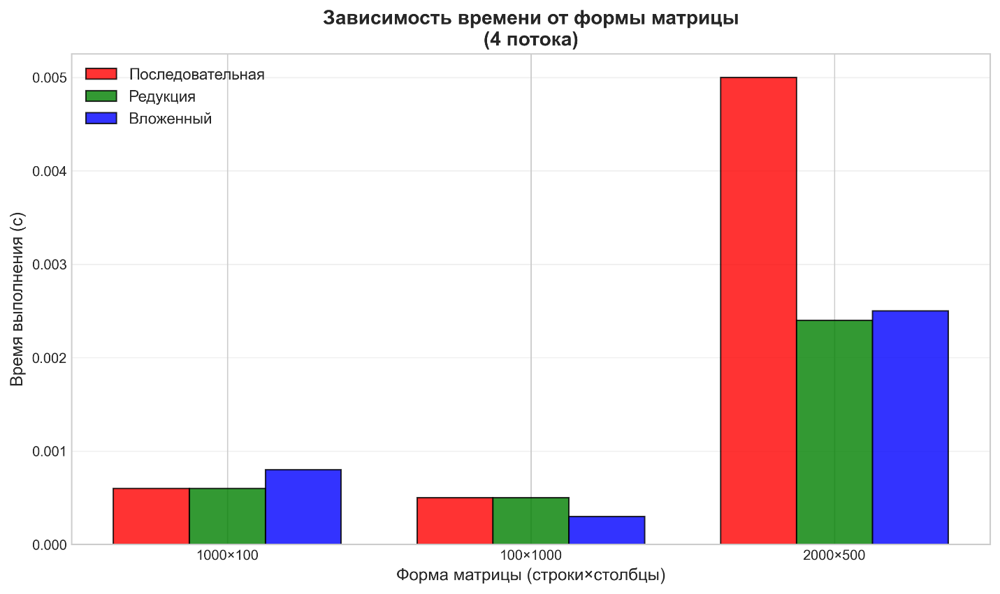 Зависимость времени от формы матрицы
(4 потока)
Последовательная
Редукция
Вложенный
Время выполнения (с)
0.005
0.004
0.003
0.002
0.001
0.000
1000×100
100×1000
2000×500
Форма матрицы (строки×столбцы)